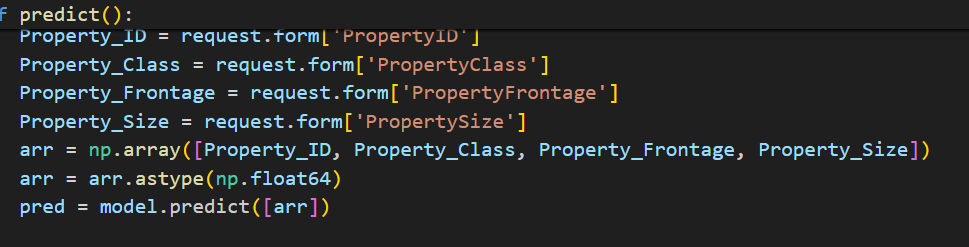 f predict():
Property_ID = request.form['PropertyID']
Property_Class = request.form['PropertyClass']
Property_Frontage = request.form['PropertyFrontage']
Property_Size = request.form['PropertySize']
arr = np.array([Property_ID, Property_Class, Property_Frontage, Property_Size])
arr = arr.astype(np.float64)
pred = model.predict([arr])